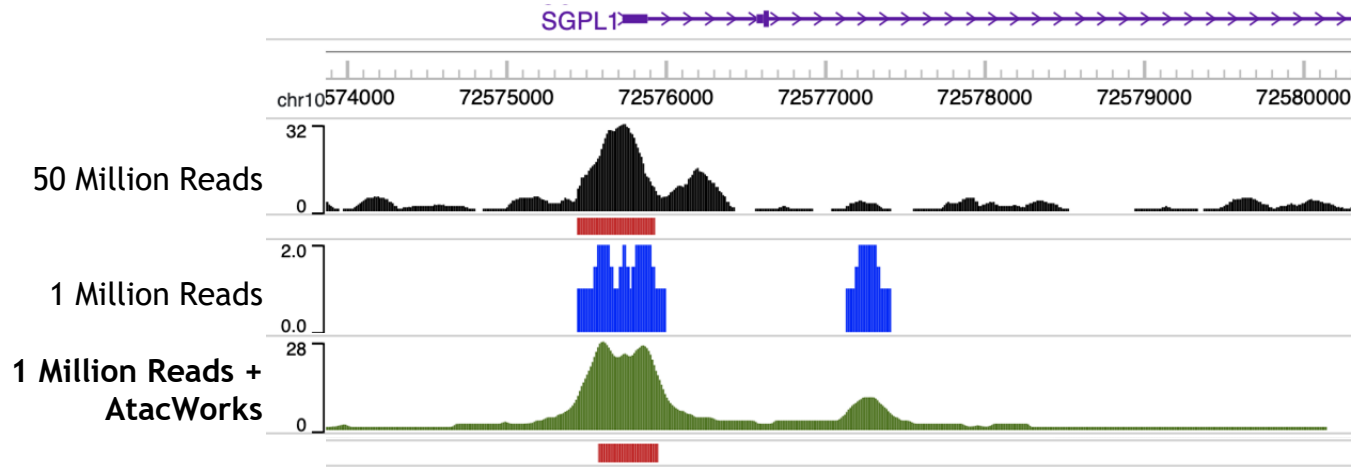 SGPL1
chr10574000 72575000 72576000 72577000 72578000 72579000 72580000
32
50 Million Reads
0
2.0
1 Million Reads
0.0
28
1 Million Reads +
AtacWorks
0